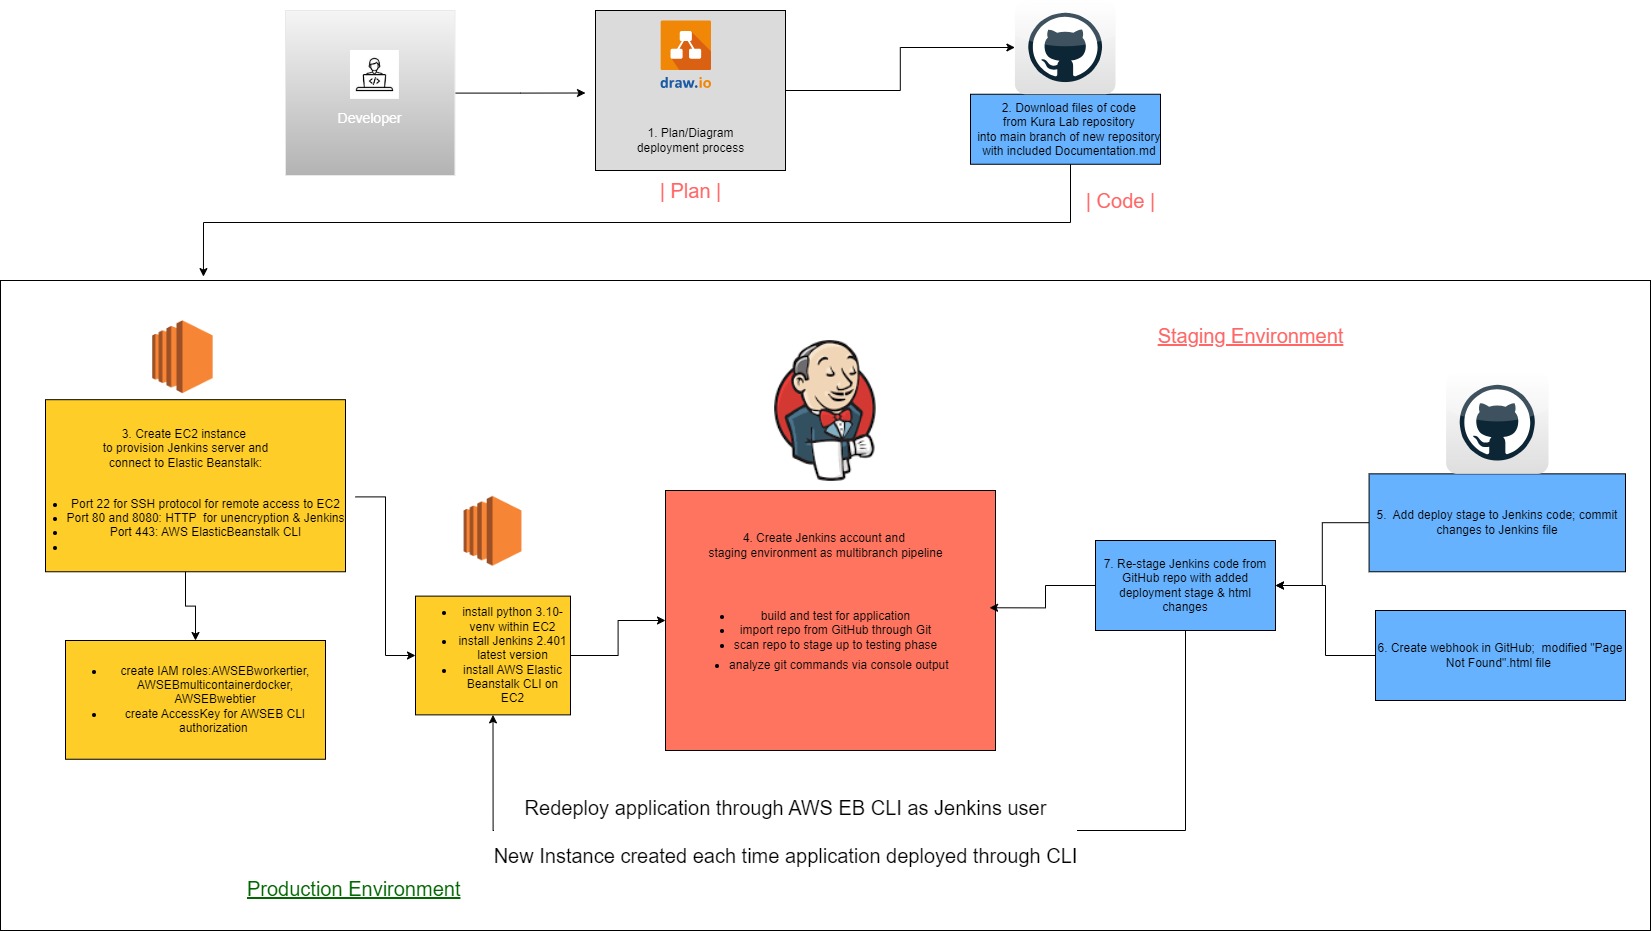 Developer
draw.io
1. Plan/Diagram
deployment process
| Plan |
2. Download files of code
from Kura Lab repository
into main branch of new repository
with included Documentation.md
| Code |
Staging Environment
3. Create EC2 instance
to provision Jenkins server and
connect to Elastic Beanstalk:
Port 22 for SSH protocol for remote access to EC2
Port 80 and 8080: HTTP  for unencryption & Jenkins
Port 443: AWS ElasticBeanstalk CLI
create IAM roles:AWSEBworkertier,
AWSEBmulticontainerdocker,
AWSEBwebtier
create AccessKey for AWSEB CLI
authorization
install python 3.10-
venv within EC2
install Jenkins 2.401
latest version
install AWS Elastic
Beanstalk CLI on
EC2
4. Create Jenkins account and
staging environment as multibranch pipeline
build and test for application
import repo from GitHub through Git
scan repo to stage up to testing phase
analyze git commands via console output
5.  Add deploy stage to Jenkins code; commit
changes to Jenkins file
6. Create webhook in GitHub;  modified "Page
Not Found".html file
7. Re-stage Jenkins code from
GitHub repo with added
deployment stage & html
changes
Redeploy application through AWS EB CLI as Jenkins user
New Instance created each time application deployed through CLI
Production Environment